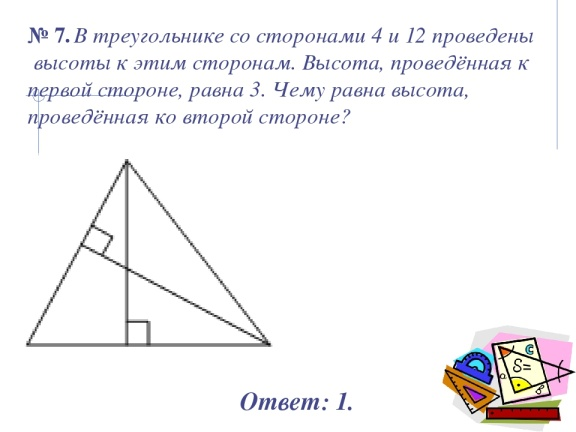 № 7. В треугольнике со сторонами 4 и 12 проведены
высоты к этим сторонам. Высота, проведённая к
первой стороне, равна 3. Чему равна высота,
проведённая ко второй стороне?
S=
Ответ: 1.